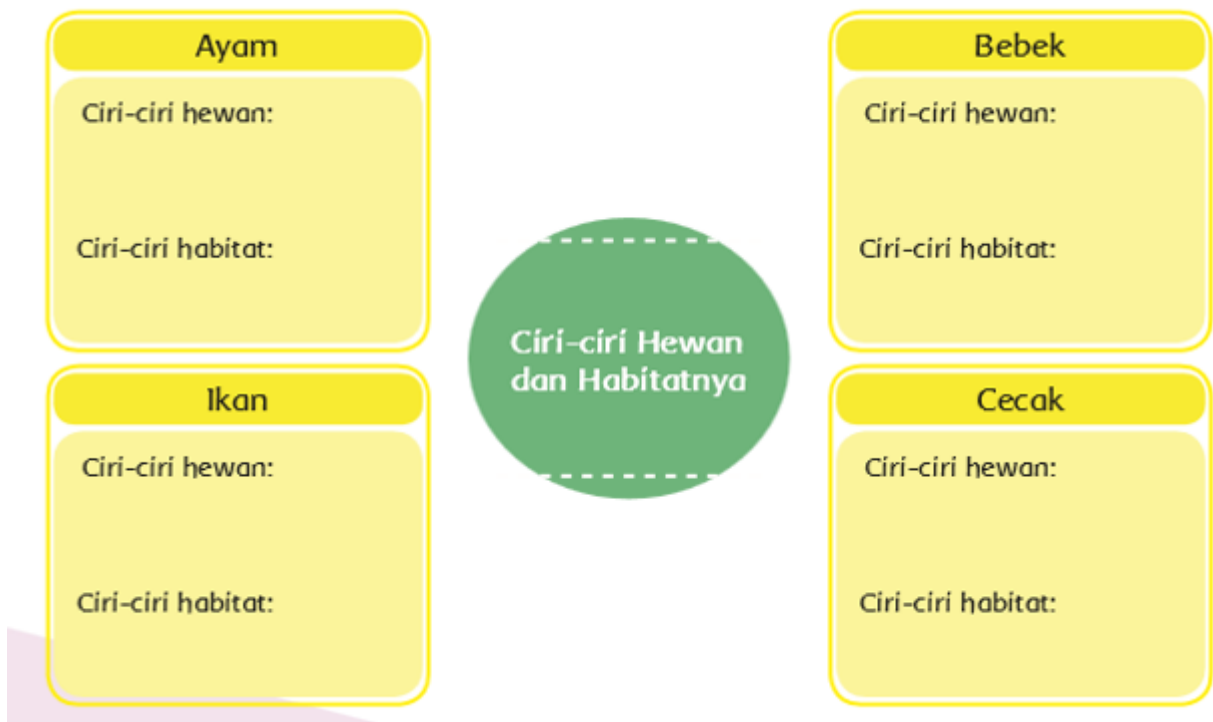 Ayam
Ciri-ciri hewan:
Ciri-ciri habitat:
Bebek
Ciri-ciri hewan:
Ciri-ciri habitat:
Ciri-ciri Hewan
dan Habitatnya
Ikan
Ciri-ciri hewan:
Ciri-ciri habitat:
Cecak
Ciri-ciri hewan:
Ciri-ciri habitat: